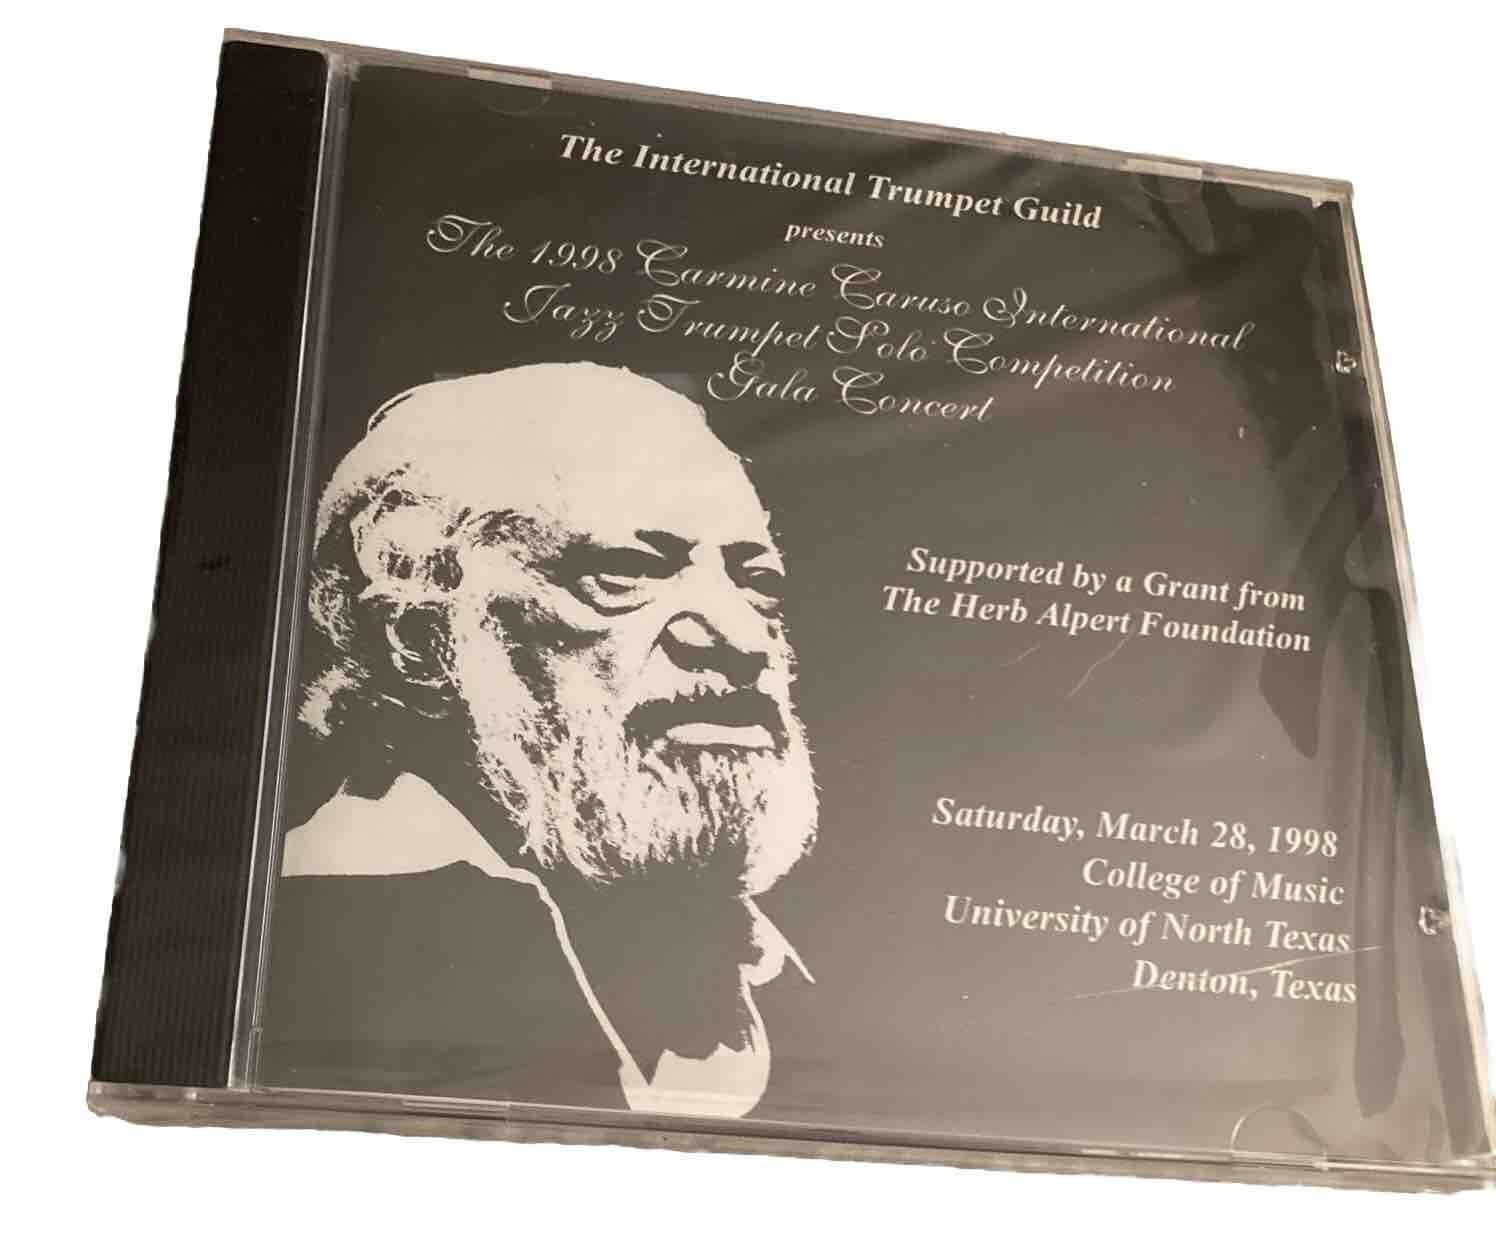 The International Trumpet Guild
presents
The 1998 Carmine Caruso International
Jazz Trumpet Solo Competition
Gala Concert
Supported by a Grant from
The Herb Alpert Foundation
Saturday, March 28, 1998
College of Music
University of North Texas
Denton, Texas